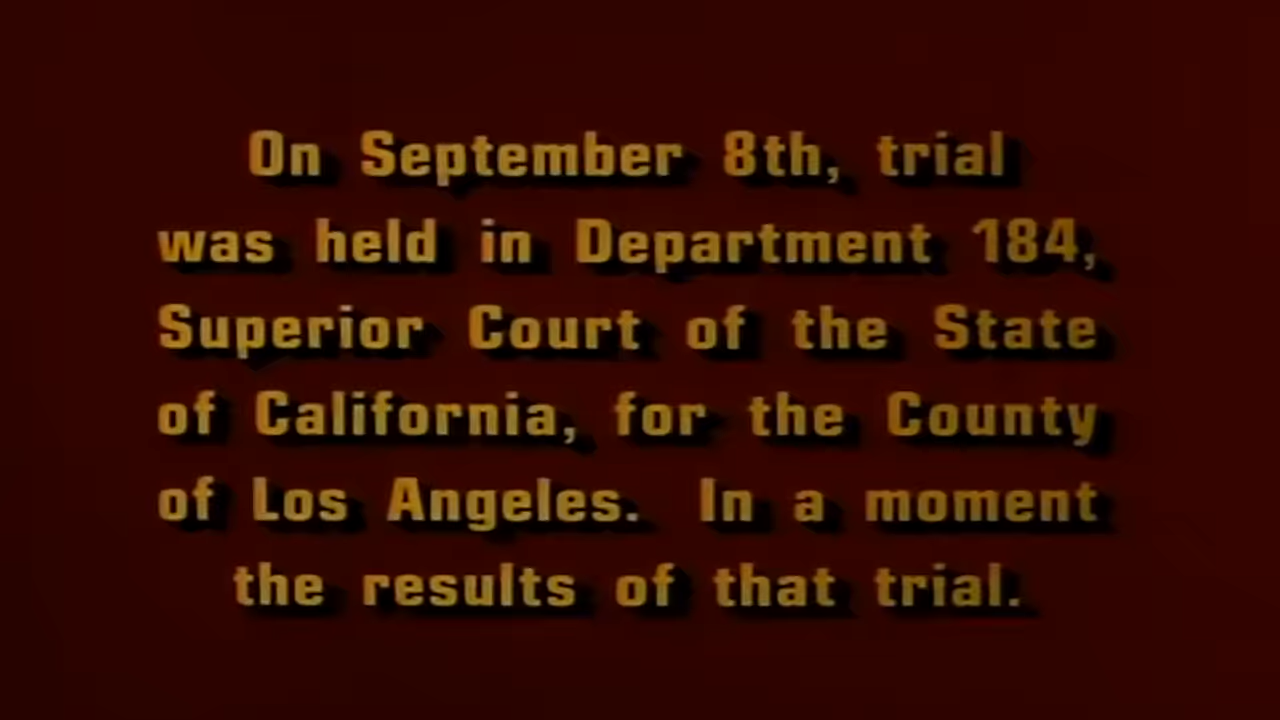 On September 8th, trial
was held in Department 184,
Superior Court of the State
of California, for the County
of Los Angeles. In a moment
the results of that trial.